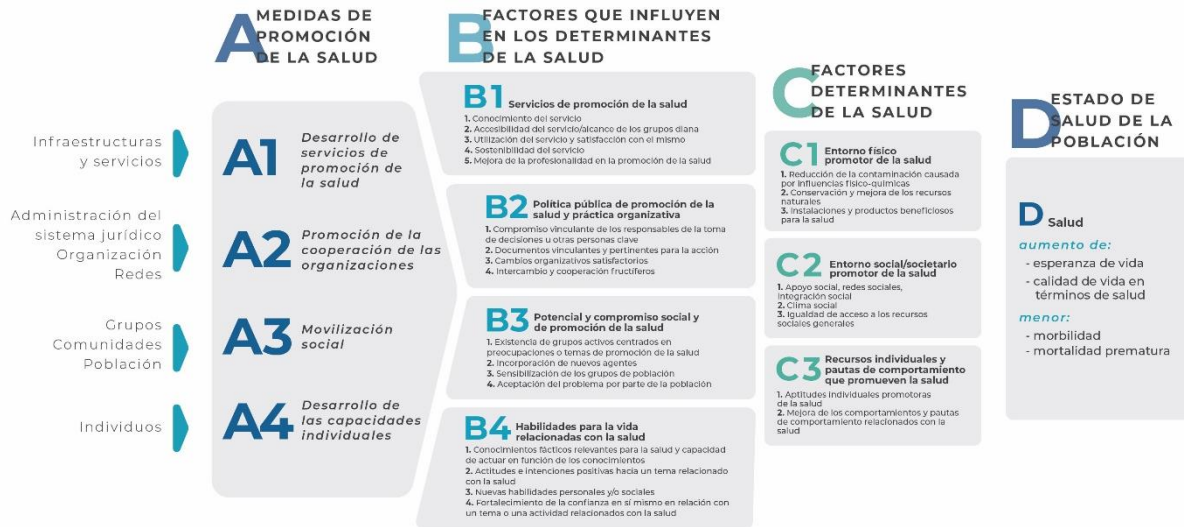 A MEDIDAS DE
PROMOCIÓN
DE LA SALUD
Infraestructuras
y servicios
Administración del
sistema jurídico
Organización
Redes
Grupos
Comunidades
Población
Individuos
A1 Desarrollo de
servicios de
promoción de
la salud
A2 Promoción de la
cooperación de las
organizaciones
A3 Movilización
social
A4 Desarrollo de
las capacidades
individuales
B FACTORES QUE INFLUYEN
EN LOS DETERMINANTES
DE LA SALUD
B1 Servicios de promoción de la salud
1. Conocimiento del servicio
2. Accesibilidad del servicio/alcance de los grupos diana
3. Utilización del servicio y satisfacción con el mismo
4. Sostenibilidad del servicio
5. Mejora de la profesionalidad en la promoción de la salud
B2 Política pública de promoción de la
salud y práctica organizativa
1. Compromiso vinculante de los responsables de la toma
de decisiones u otras personas clave
2. Documentos vinculantes y pertinentes para la acción
3. Cambios organizativos satisfactorios
4. Intercambio y cooperación fructíferos
B3 Potencial y compromiso social y
de promoción de la salud
1. Existencia de grupos activos centrados en
preocupaciones o temas de promoción de la salud
2. Incorporación de nuevos agentes
3. Sensibilización de los grupos de población
4. Aceptación del problema por parte de la población
B4 Habilidades para la vida
relacionadas con la salud
1. Conocimientos fácticos relevantes para la salud y capacidad
de actuar en función de los conocimientos
2. Actitudes e intenciones positivas hacia un tema relacionado
con la salud
3. Nuevas habilidades personales y/o sociales
4. Fortalecimiento de la confianza en sí mismo en relación con
un tema o una actividad relacionados con la salud
C FACTORES
DETERMINANTES
DE LA SALUD
C1 Entorno físico
promotor de la salud
1. Reducción de la contaminación causada
por influencias físico-químicas
2. Conservación y mejora de los recursos
naturales
3. Instalaciones y productos beneficiosos
para la salud
C2 Entorno social/societario
promotor de la salud
1. Apoyo social, redes sociales,
integración social
2. Clima social
3. Igualdad de acceso a los recursos
sociales generales
C3 Recursos individuales y
pautas de comportamiento
que promueven la salud
1. Aptitudes individuales promotoras
de la salud
2. Mejora de los comportamientos y pautas
de comportamiento relacionados con la
salud
D ESTADO DE
SALUD DE LA
POBLACIÓN
D Salud
aumento de:
- esperanza de vida
- calidad de vida en
términos de salud
menor:
- morbilidad
- mortalidad prematura